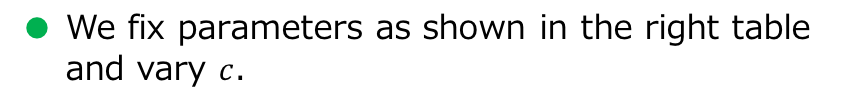 We fix parameters as shown in the right table
and vary c.